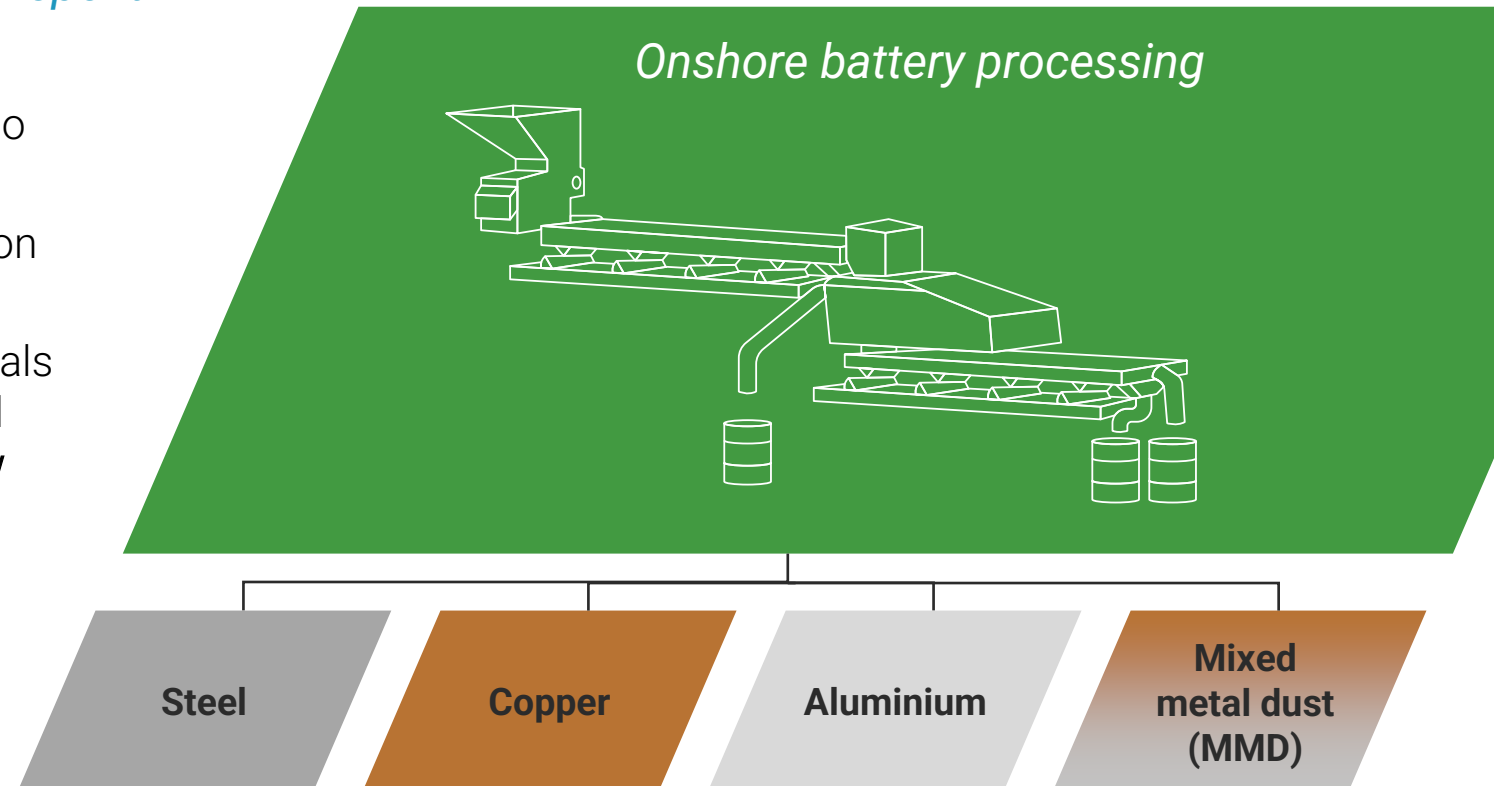 Onshore battery processing
Steel
Copper
Aluminium
Mixed
metal dust
(MMD)